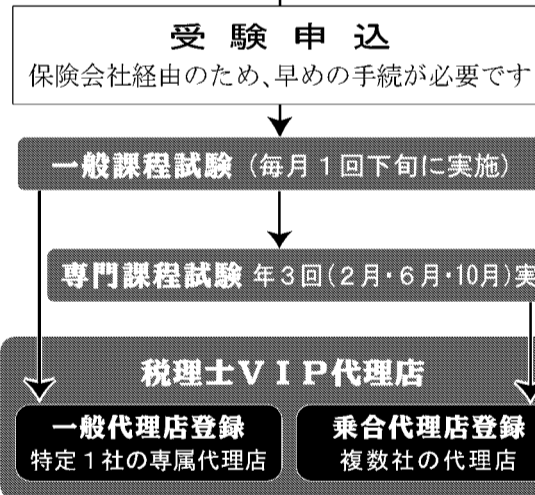 受験申込
保険会社経由のため、早めの手続が必要です
一般課程試験（毎月１回下旬に実施）
専門課程試験 年３回（２月・６月・10月）実
税理士ＶＩＰ代理店
一般代理店登録
特定１社の専属代理店
乗合代理店登録
複数社の代理店